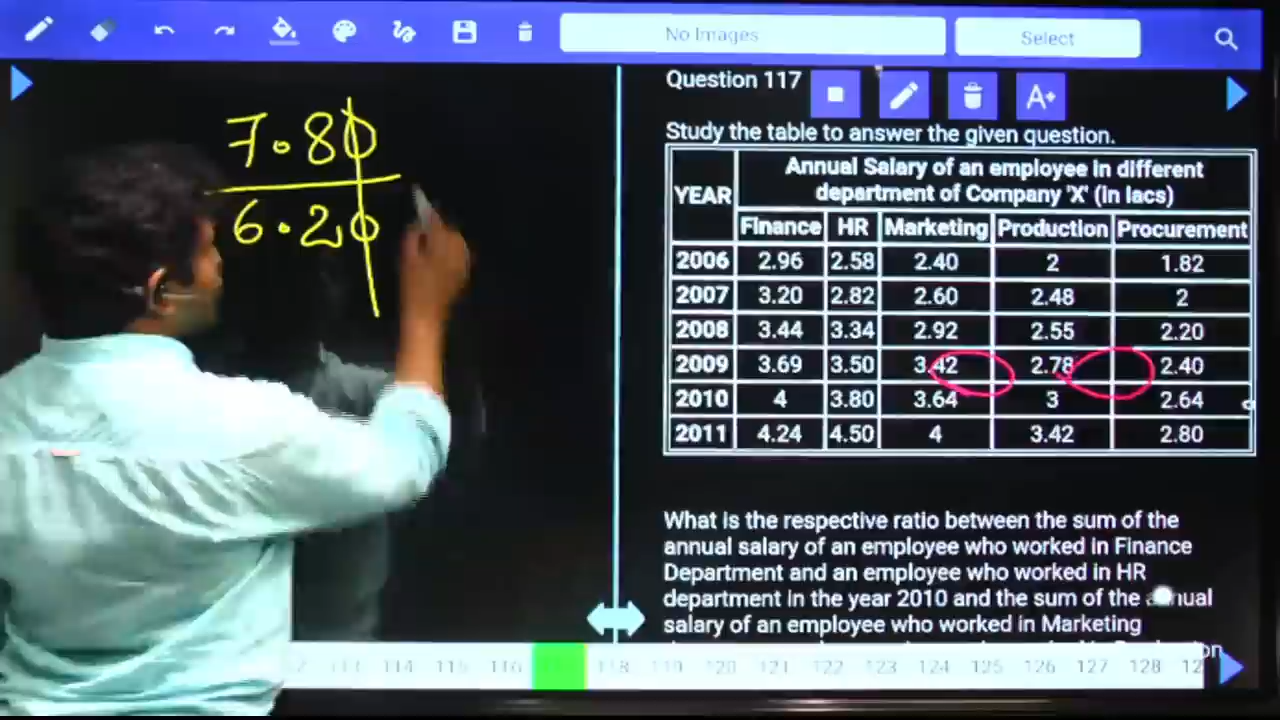 No Images
Select
7.80
6.20
Question 117
A+
Study the table to answer the given question.
YEAR
Annual Salary of an employee in different
department of Company 'X' (In lacs)
Finance HR Marketing Production Procurement
2006 2.96 2.58 2.40 2 1.82
2007 3.20 2.82 2.60 2.48 2
2008 3.44 3.34 2.92 2.55 2.20
2009 3.69 3.50 3.42 2.78 2.40
2010 4 3.80 3.64 3 2.64
2011 4.24 4.50 4 3.42 2.80
What is the respective ratio between the sum of the
annual salary of an employee who worked in Finance
Department and an employee who worked in HR
department in the year 2010 and the sum of the annual
salary of an employee who worked in Marketing
113 114 115 116 118 119 120 121 122 123 124 125 126 127 128